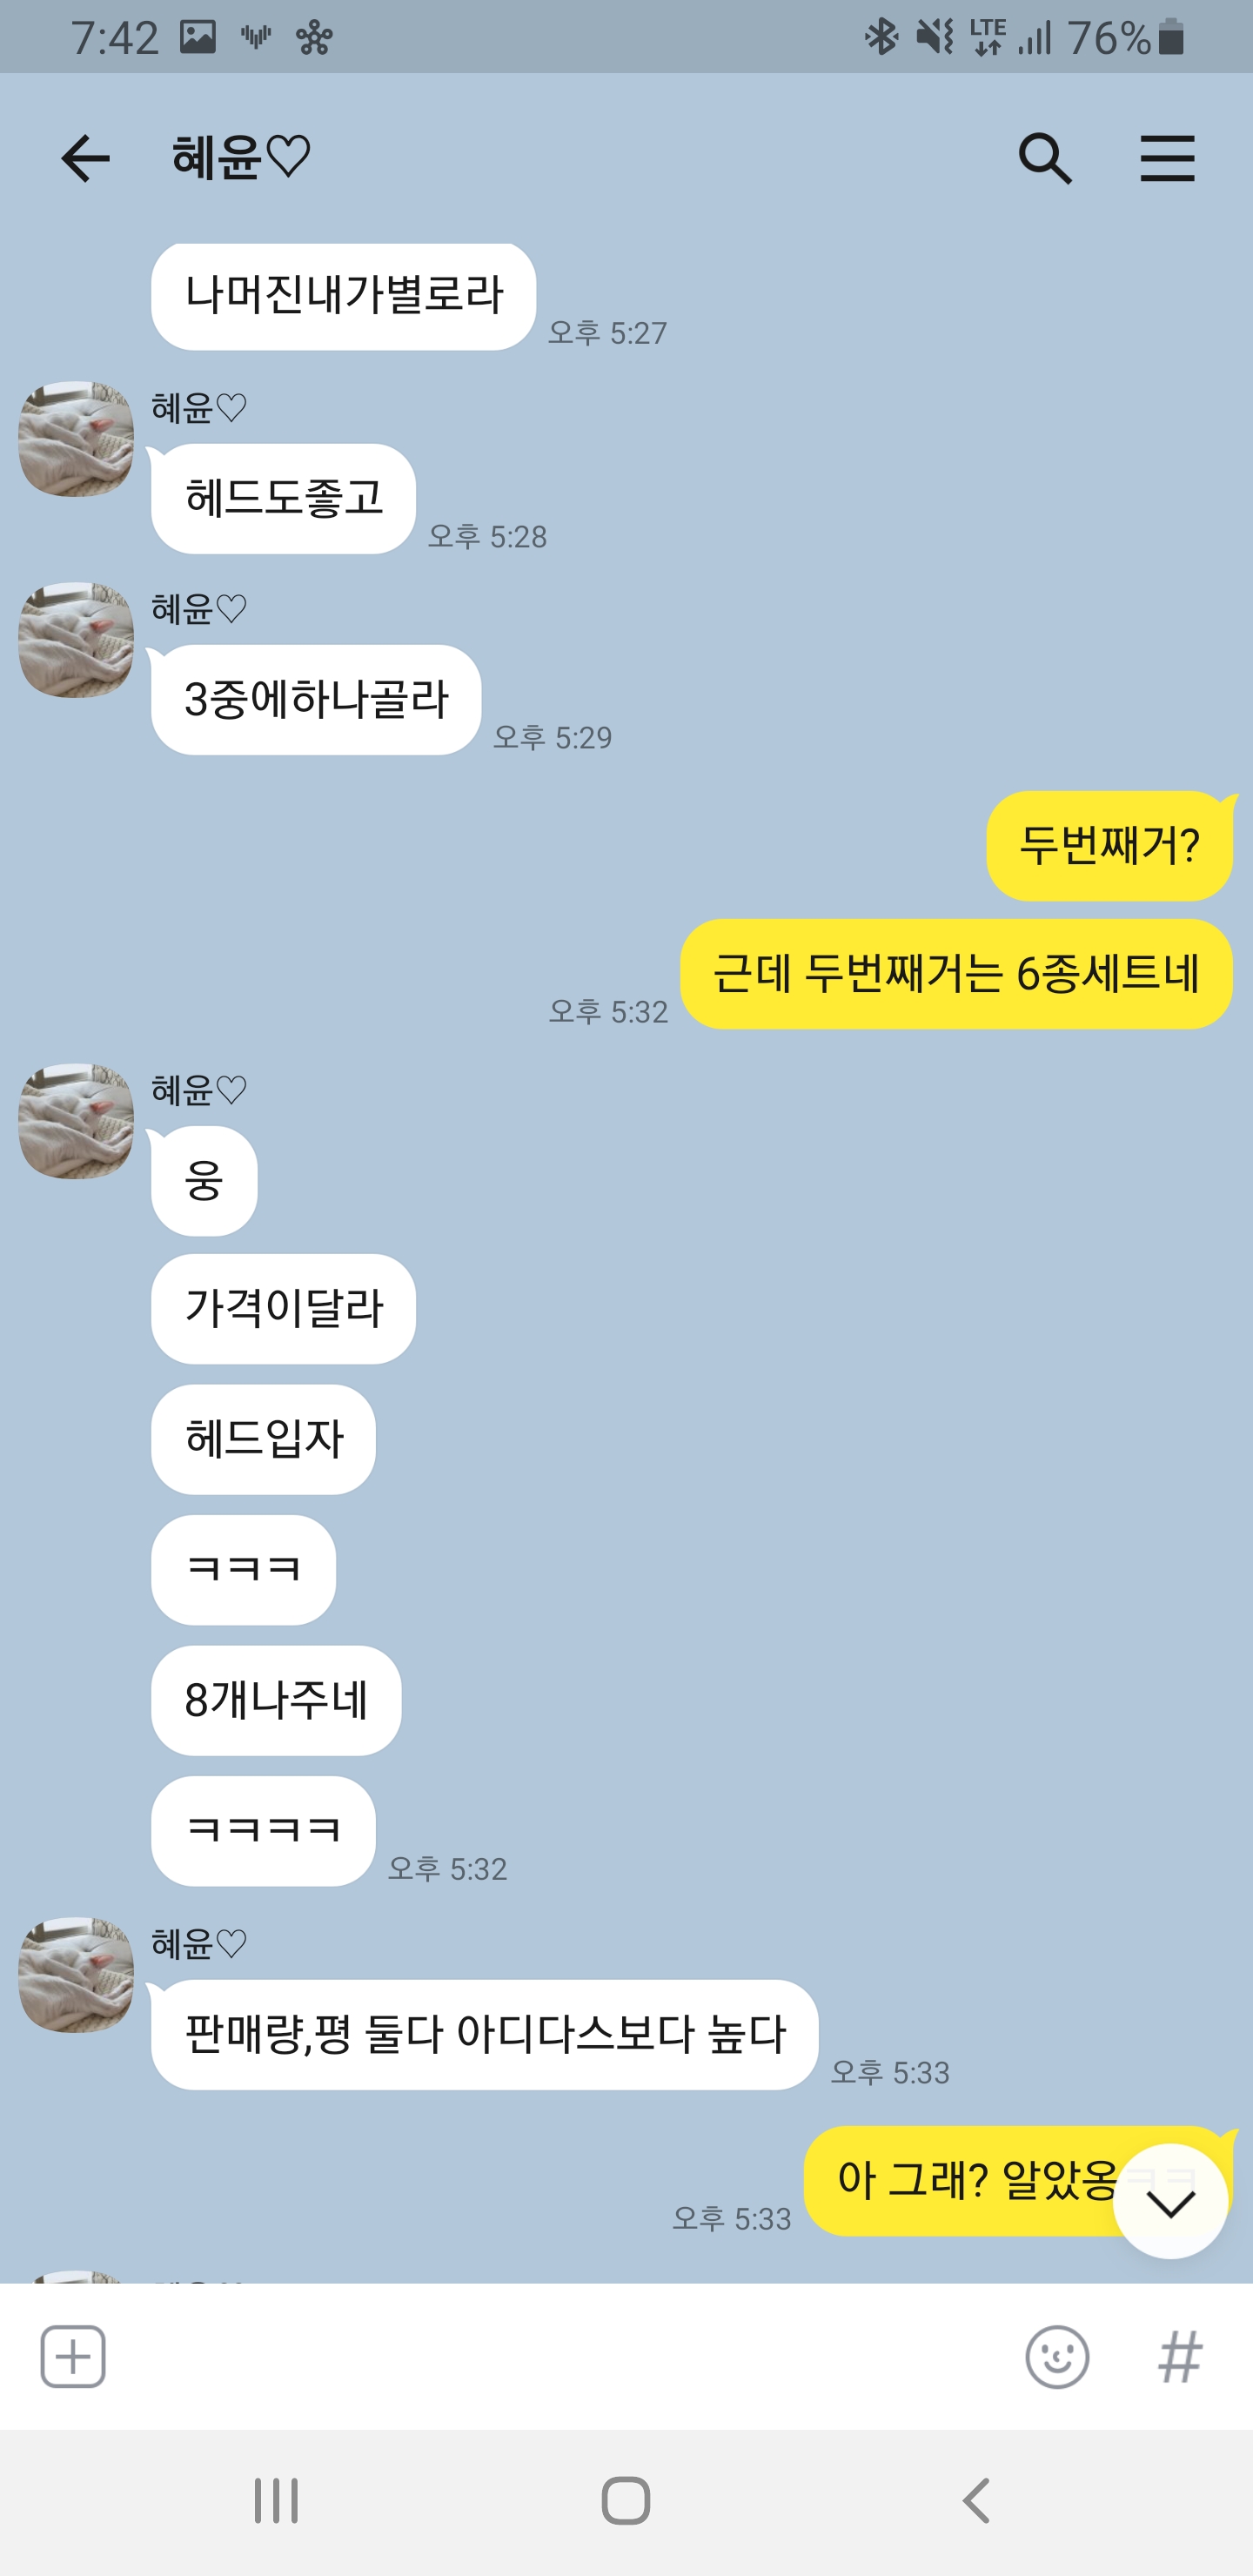 7:42
LTE
76%
혜윤♡
나머진내가별로라
오후 5:27
혜윤♡
헤드도좋고
오후 5:28
혜윤♡
3중에하나골라
오후 5:29
두번째거?
근데 두번째거는 6종세트네
오후 5:32
혜윤♡
웅
가격이달라
헤드입자
ㅋㅋㅋ
8개나주네
ㅋㅋㅋㅋ
오후 5:32
혜윤♡
판매량,평 둘다 아디다스보다 높다
오후 5:33
아 그래? 알았옹ㅋㅋ
오후 5:33
#